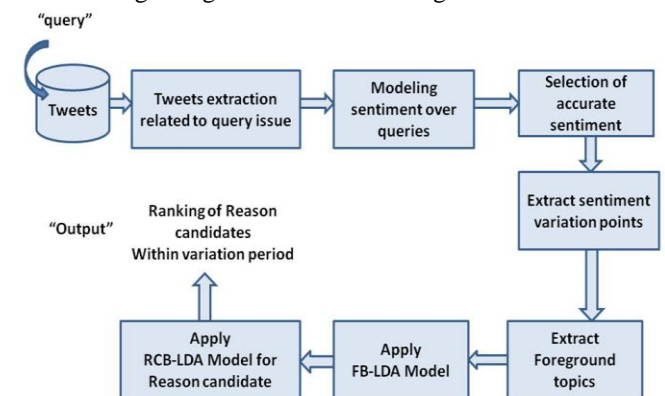 “query”
Tweets
Tweets extraction
related to query issue
Modeling
sentiment over
queries
Selection of
accurate
sentiment
Extract sentiment
variation points
Extract
Foreground
topics
Apply
FB-LDA Model
Apply
RCB-LDA Model for
Reason candidate
Ranking of Reason
candidates
Within variation period
“Output”